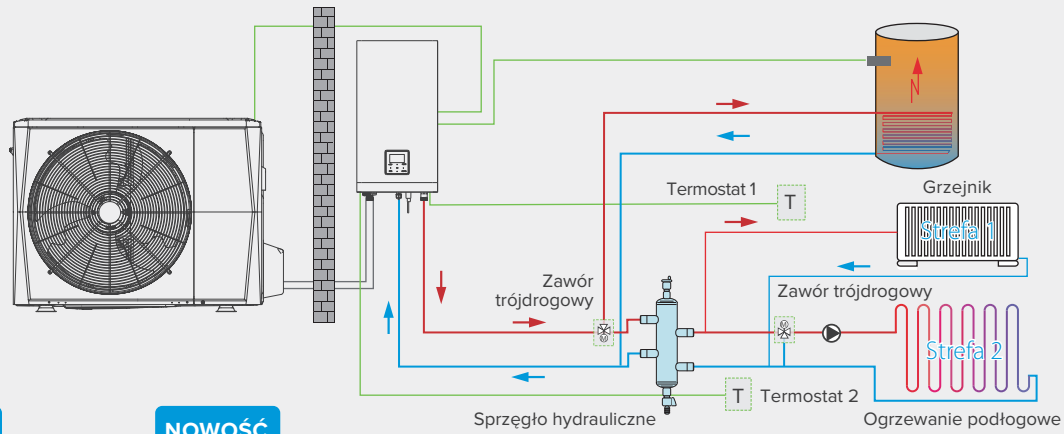 Termostat 1
T
Grzejnik
Strefa 1
Zawór
trójdrogowy
M
Zawór trójdrogowy
M
Strefa 2
T
Termostat 2
Sprzęgło hydrauliczne
Ogrzewanie podłogowe
NOWOŚĆ